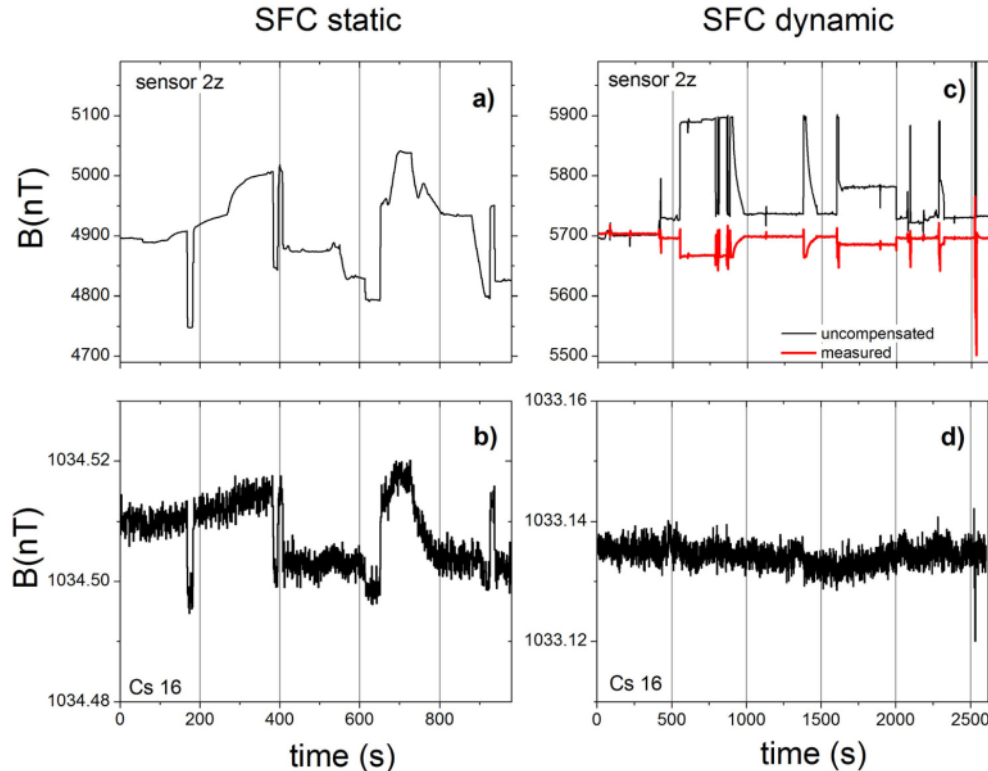 SFC static
SFC dynamic
sensor 2z
a)
5100
5000
4900
4800
4700
B(nT)
sensor 2z
c)
5900
5800
5700
5600
5500
B(nT)
uncompensated
measured
b)
1034.52
1034.50
1034.48
B(nT)
Cs 16
0 200 400 600 800
time (s)
d)
1033.16
1033.14
1033.12
Cs 16
0 500 1000 1500 2000 2500
time (s)